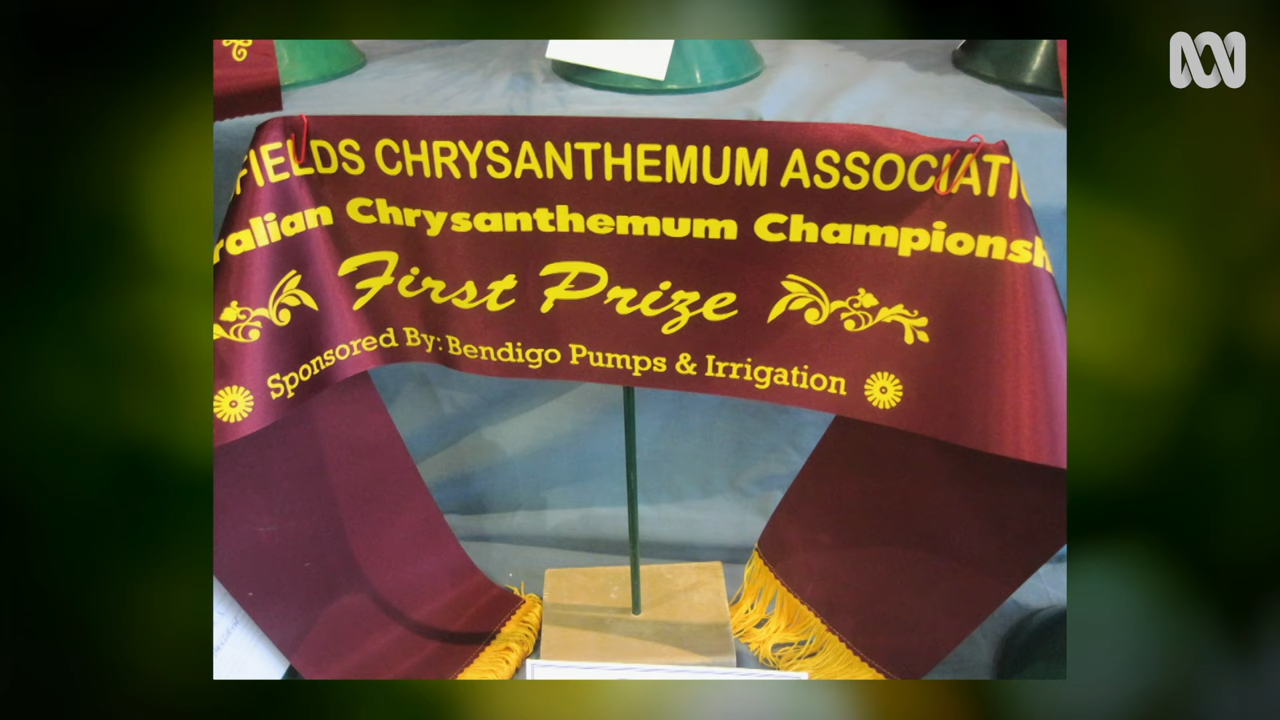 FIELDS CHRYSANTHEMUM ASSOCIATI
ralian Chrysanthemum Championsh
First Prize
Sponsored By: Bendigo Pumps & Irrigation